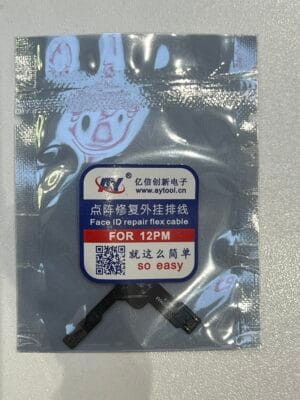 AY® 亿信创新电子
www.aytool.cn
点阵修复外挂排线
Face ID repair flex cable
FOR 12PM
就这么简单
so easy